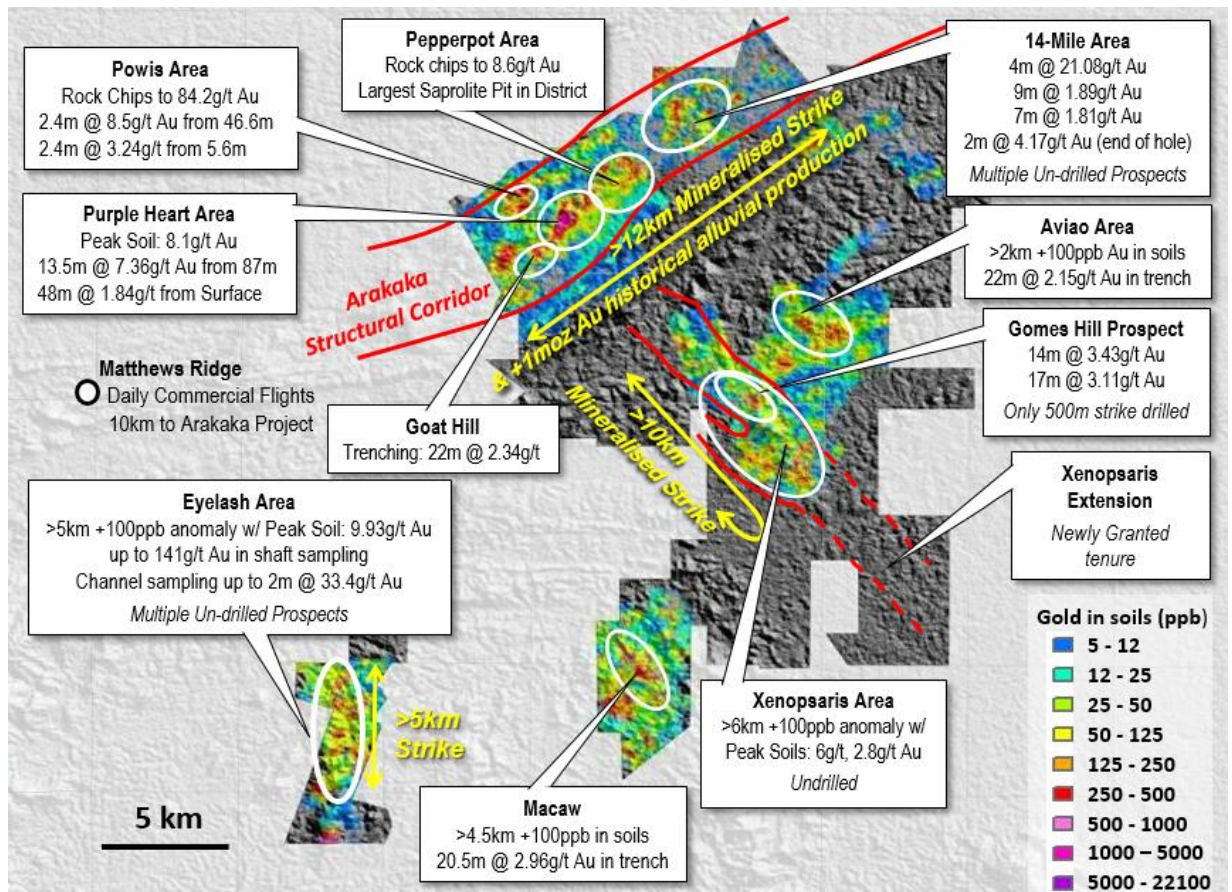 Powis Area
Rock Chips to 84.2g/t Au
2.4m @ 8.5g/t Au from 46.6m
2.4m @ 3.24g/t from 5.6m
Pepperpot Area
Rock chips to 8.6g/t Au
Largest Saprolite Pit in District
14-Mile Area
4m @ 21.08g/t Au
9m @ 1.89g/t Au
7m @ 1.81g/t Au
2m @ 4.17g/t Au (end of hole)
Multiple Un-drilled Prospects
Purple Heart Area
Peak Soil: 8.1g/t Au
13.5m @ 7.36g/t Au from 87m
48m @ 1.84g/t from Surface
Arakaka
Structural Corridor
>12km Mineralised Strike
& +1moz Au historical alluvial production
Aviao Area
>2km +100ppb Au in soils
22m @ 2.15g/t Au in trench
Gomes Hill Prospect
14m @ 3.43g/t Au
17m @ 3.11g/t Au
Only 500m strike drilled
Matthews Ridge
Daily Commercial Flights
10km to Arakaka Project
Goat Hill
Trenching: 22m @ 2.34g/t
>10km
Mineralised Strike
Xenopsaris
Extension
Newly Granted
tenure
Eyelash Area
>5km +100ppb anomaly w/ Peak Soil: 9.93g/t Au
up to 141g/t Au in shaft sampling
Channel sampling up to 2m @ 33.4g/t Au
Multiple Un-drilled Prospects
>5km
Strike
Xenopsaris Area
>6km +100ppb anomaly w/
Peak Soils: 6g/t, 2.8g/t Au
Undrilled
Macaw
>4.5km +100ppb in soils
20.5m @ 2.96g/t Au in trench
5 km
Gold in soils (ppb)
5 - 12
12 - 25
25 - 50
50 - 125
125 - 250
250 - 500
500 - 1000
1000 – 5000
5000 - 22100